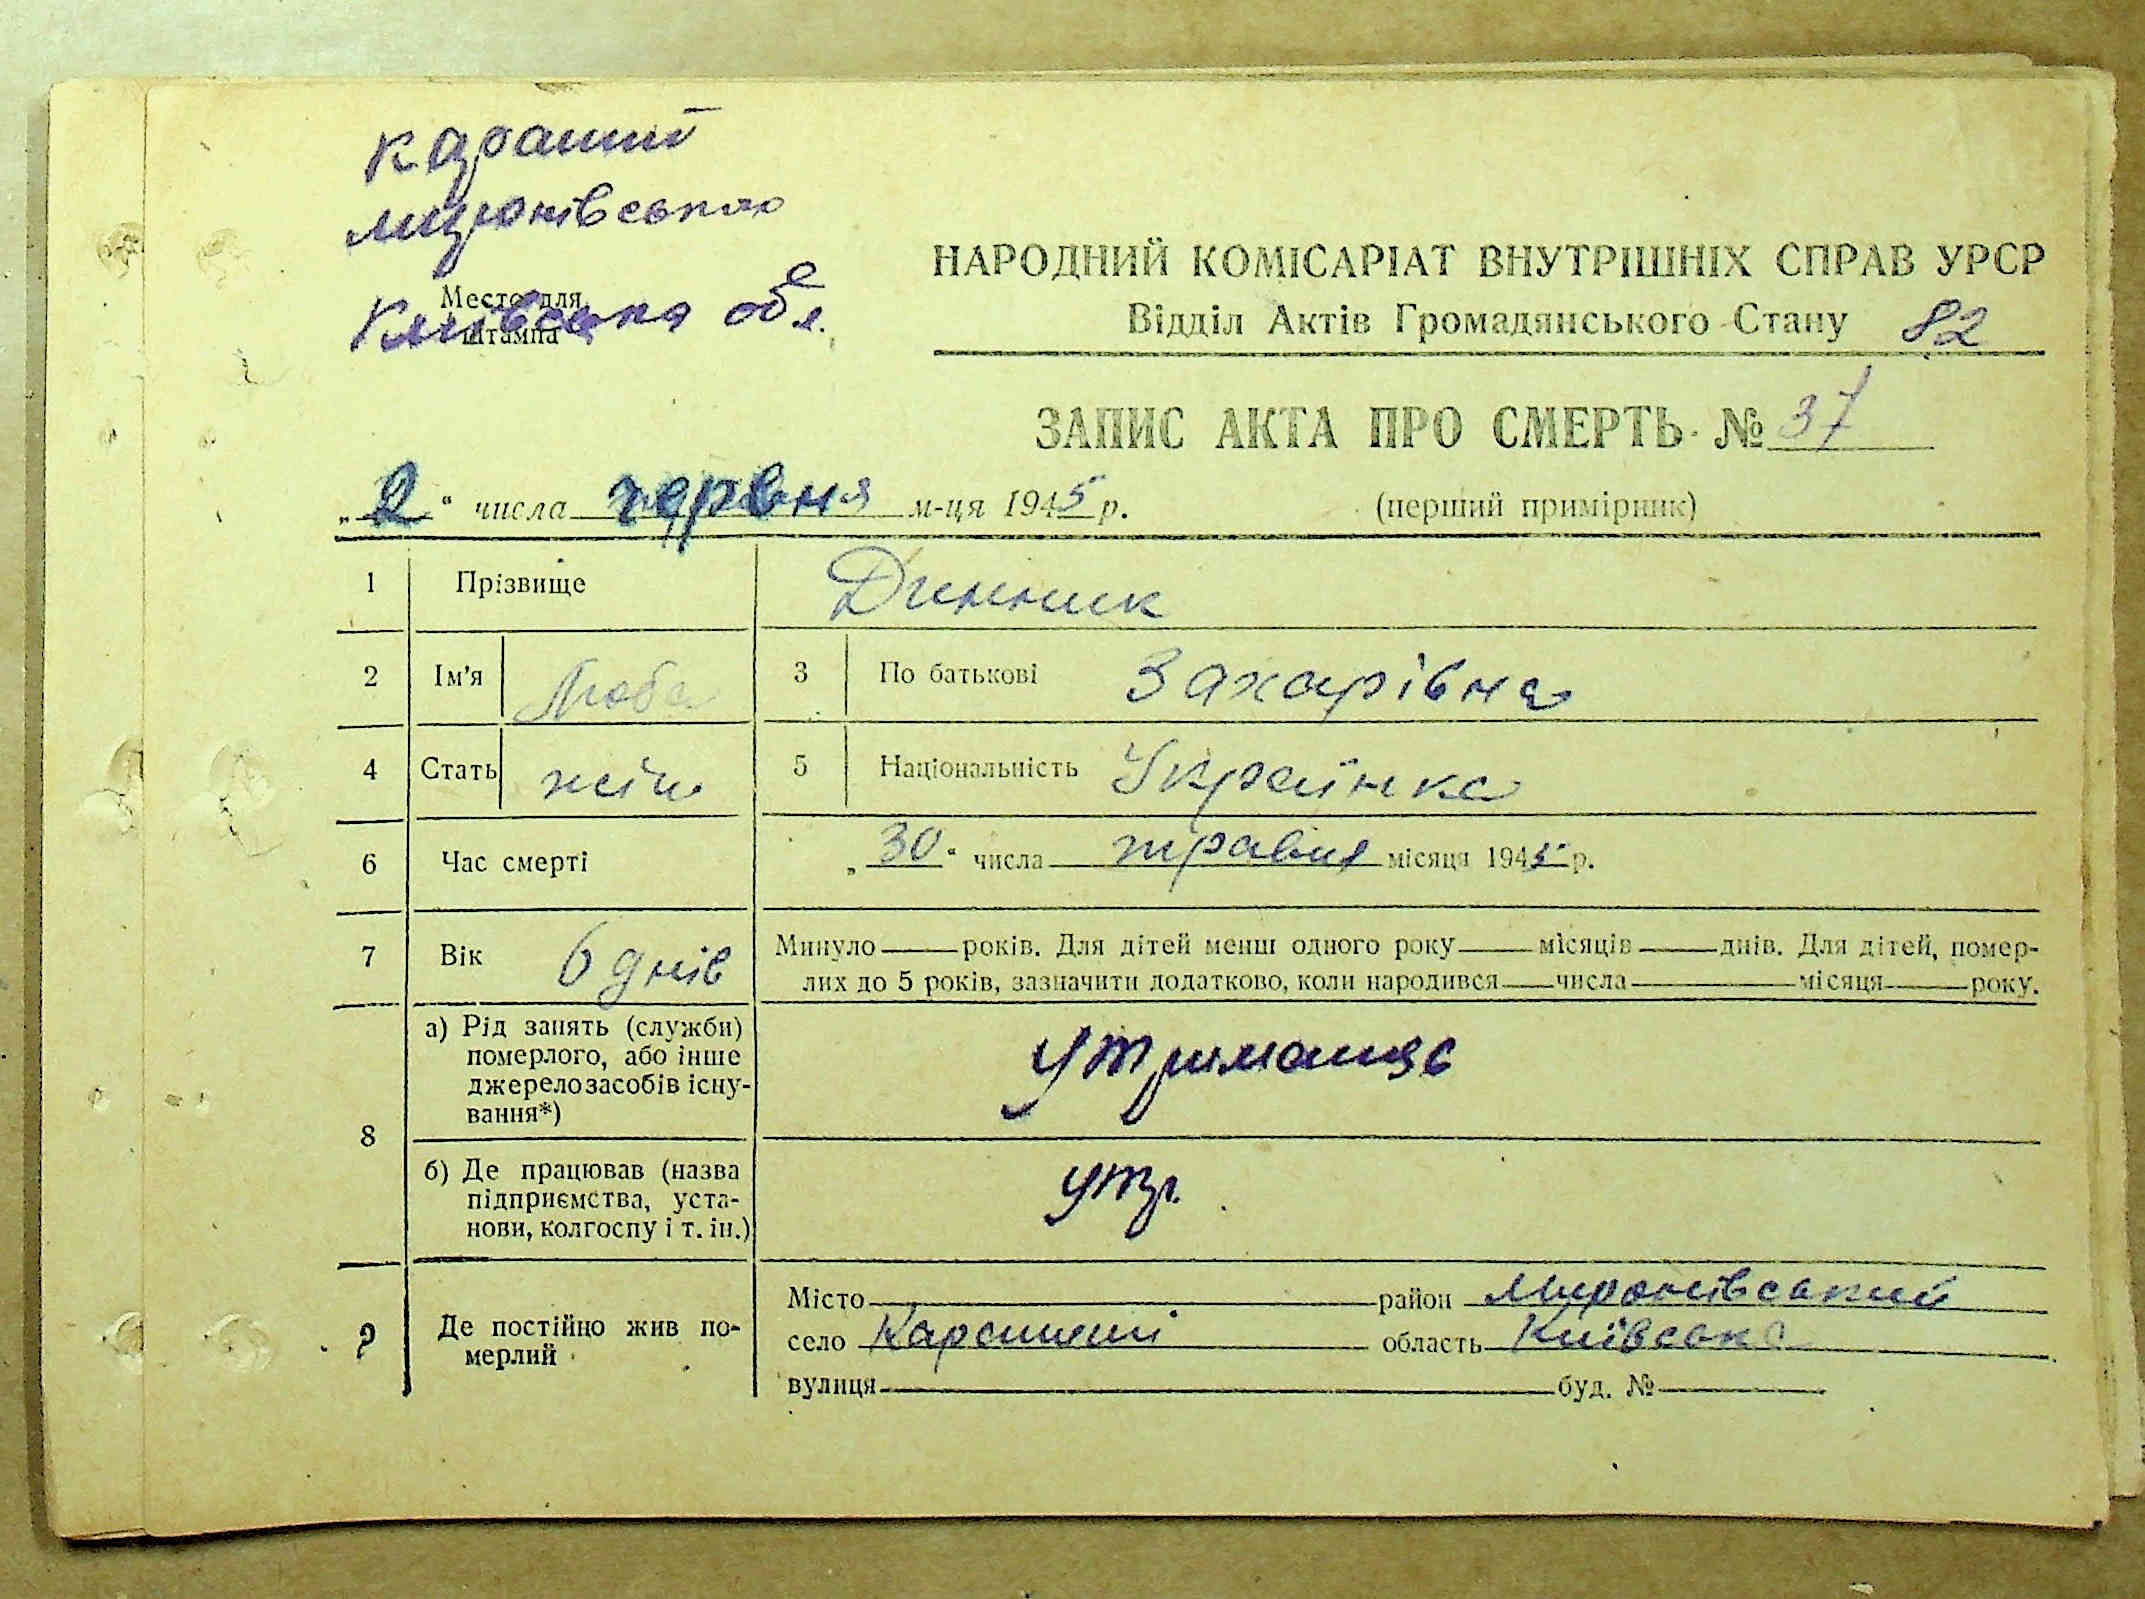 Карапиші
Миронівського
Київська обл.
Место для
штампа
НАРОДНИЙ КОМІСАРІАТ ВНУТРІШНІХ СПРАВ УРСР
Відділ Актів Громадянського Стану 82
ЗАПИС АКТА ПРО СМЕРТЬ № 37
„2“ числа червня м-ця 1945 р. (перший примірник)
1 Прізвище Динник
2 Ім'я Люба 3 По батькові Захарівна
4 Стать жін 5 Національність Українка
6 Час смерті „30“ числа травня місяця 1945 р.
7 Вік 6 днів Минуло років. Для дітей менш одного року місяців днів. Для дітей, помер-
лих до 5 років, зазначити додатково, коли народився числа місяця року.
8 а) Рід занять (служби)
померлого, або інше
джерело засобів існу-
вання*)
Утриманец
б) Де працював (назва
підприємства, уста-
нови, колгоспу і т. ін.)
утр.
9 Де постійно жив по-
мерлий
Місто район Миронівський
село Карапиші область Київська
вулиця буд. №